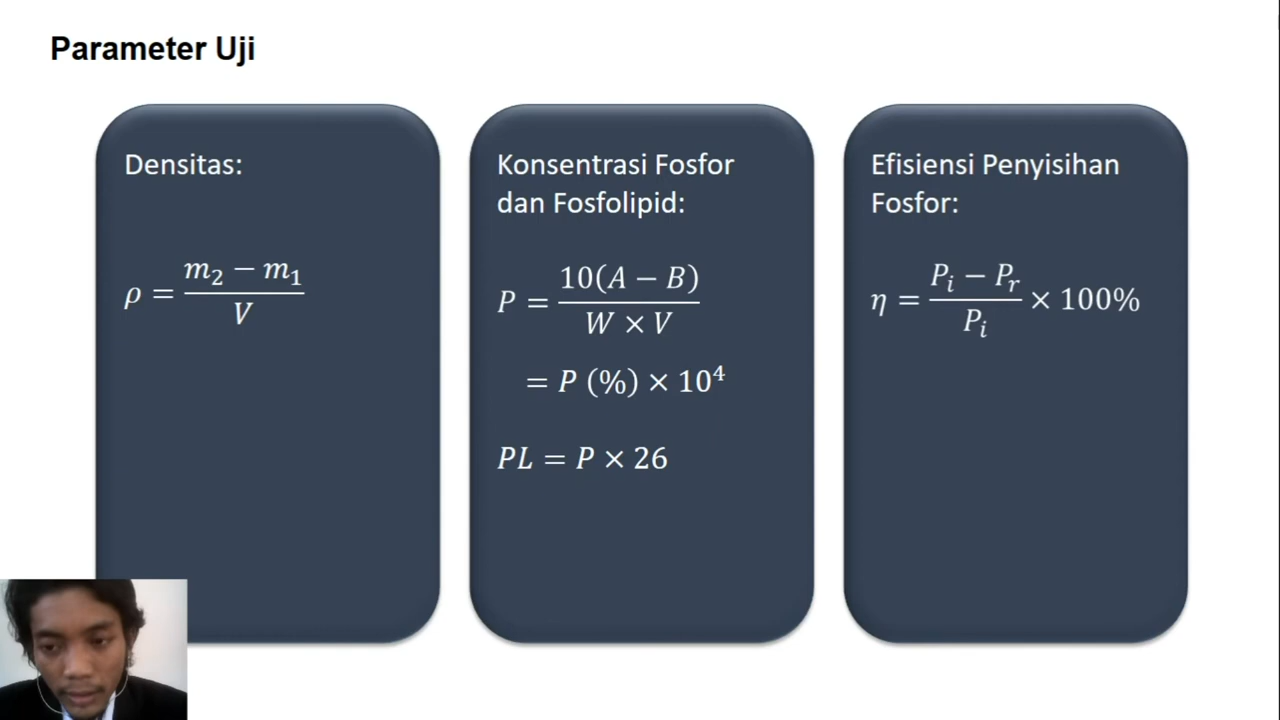 Parameter Uji
Densitas:
ρ = (m₂ − m₁) / V
Konsentrasi Fosfor
dan Fosfolipid:
P = 10(A − B) / (W × V)
= P (%) × 10⁴
PL = P × 26
Efisiensi Penyisihan
Fosfor:
η = (Pᵢ − Pᵣ) / Pᵢ × 100%